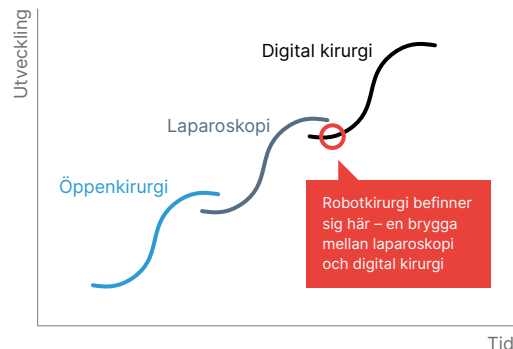 Utveckling
Digital kirurgi
Laparoskopi
Öppenkirurgi
Robotkirurgi befinner
sig här – en brygga
mellan laparoskopi
och digital kirurgi
Tid